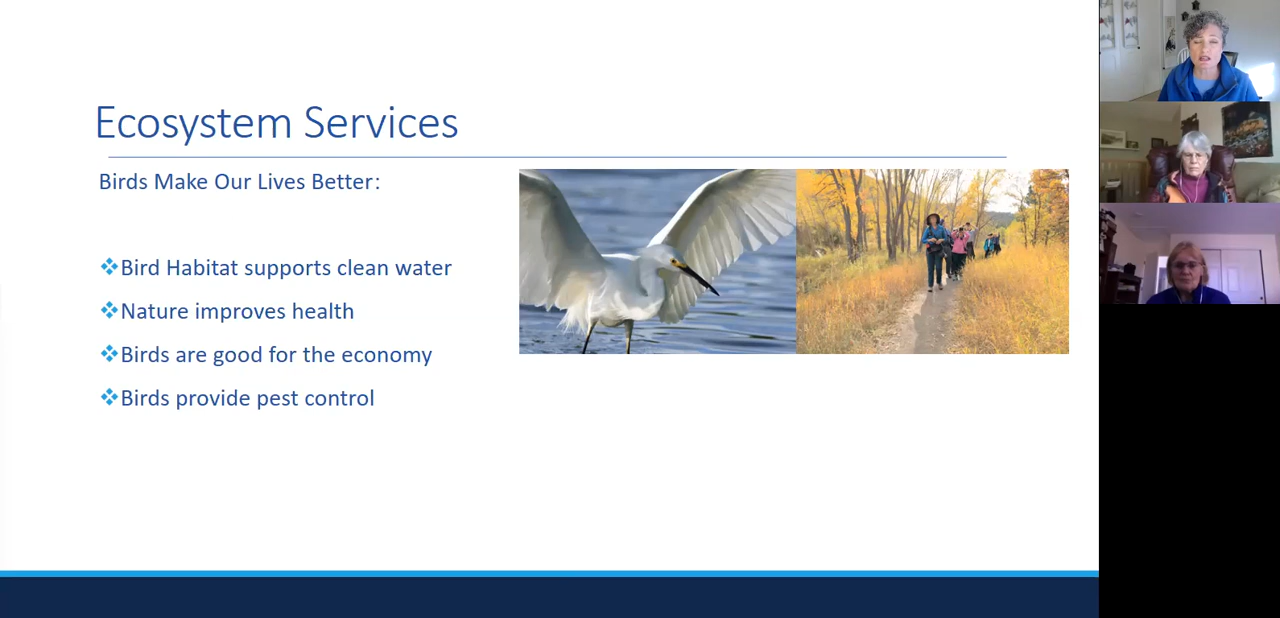 Ecosystem Services
Birds Make Our Lives Better:
Bird Habitat supports clean water
Nature improves health
Birds are good for the economy
Birds provide pest control